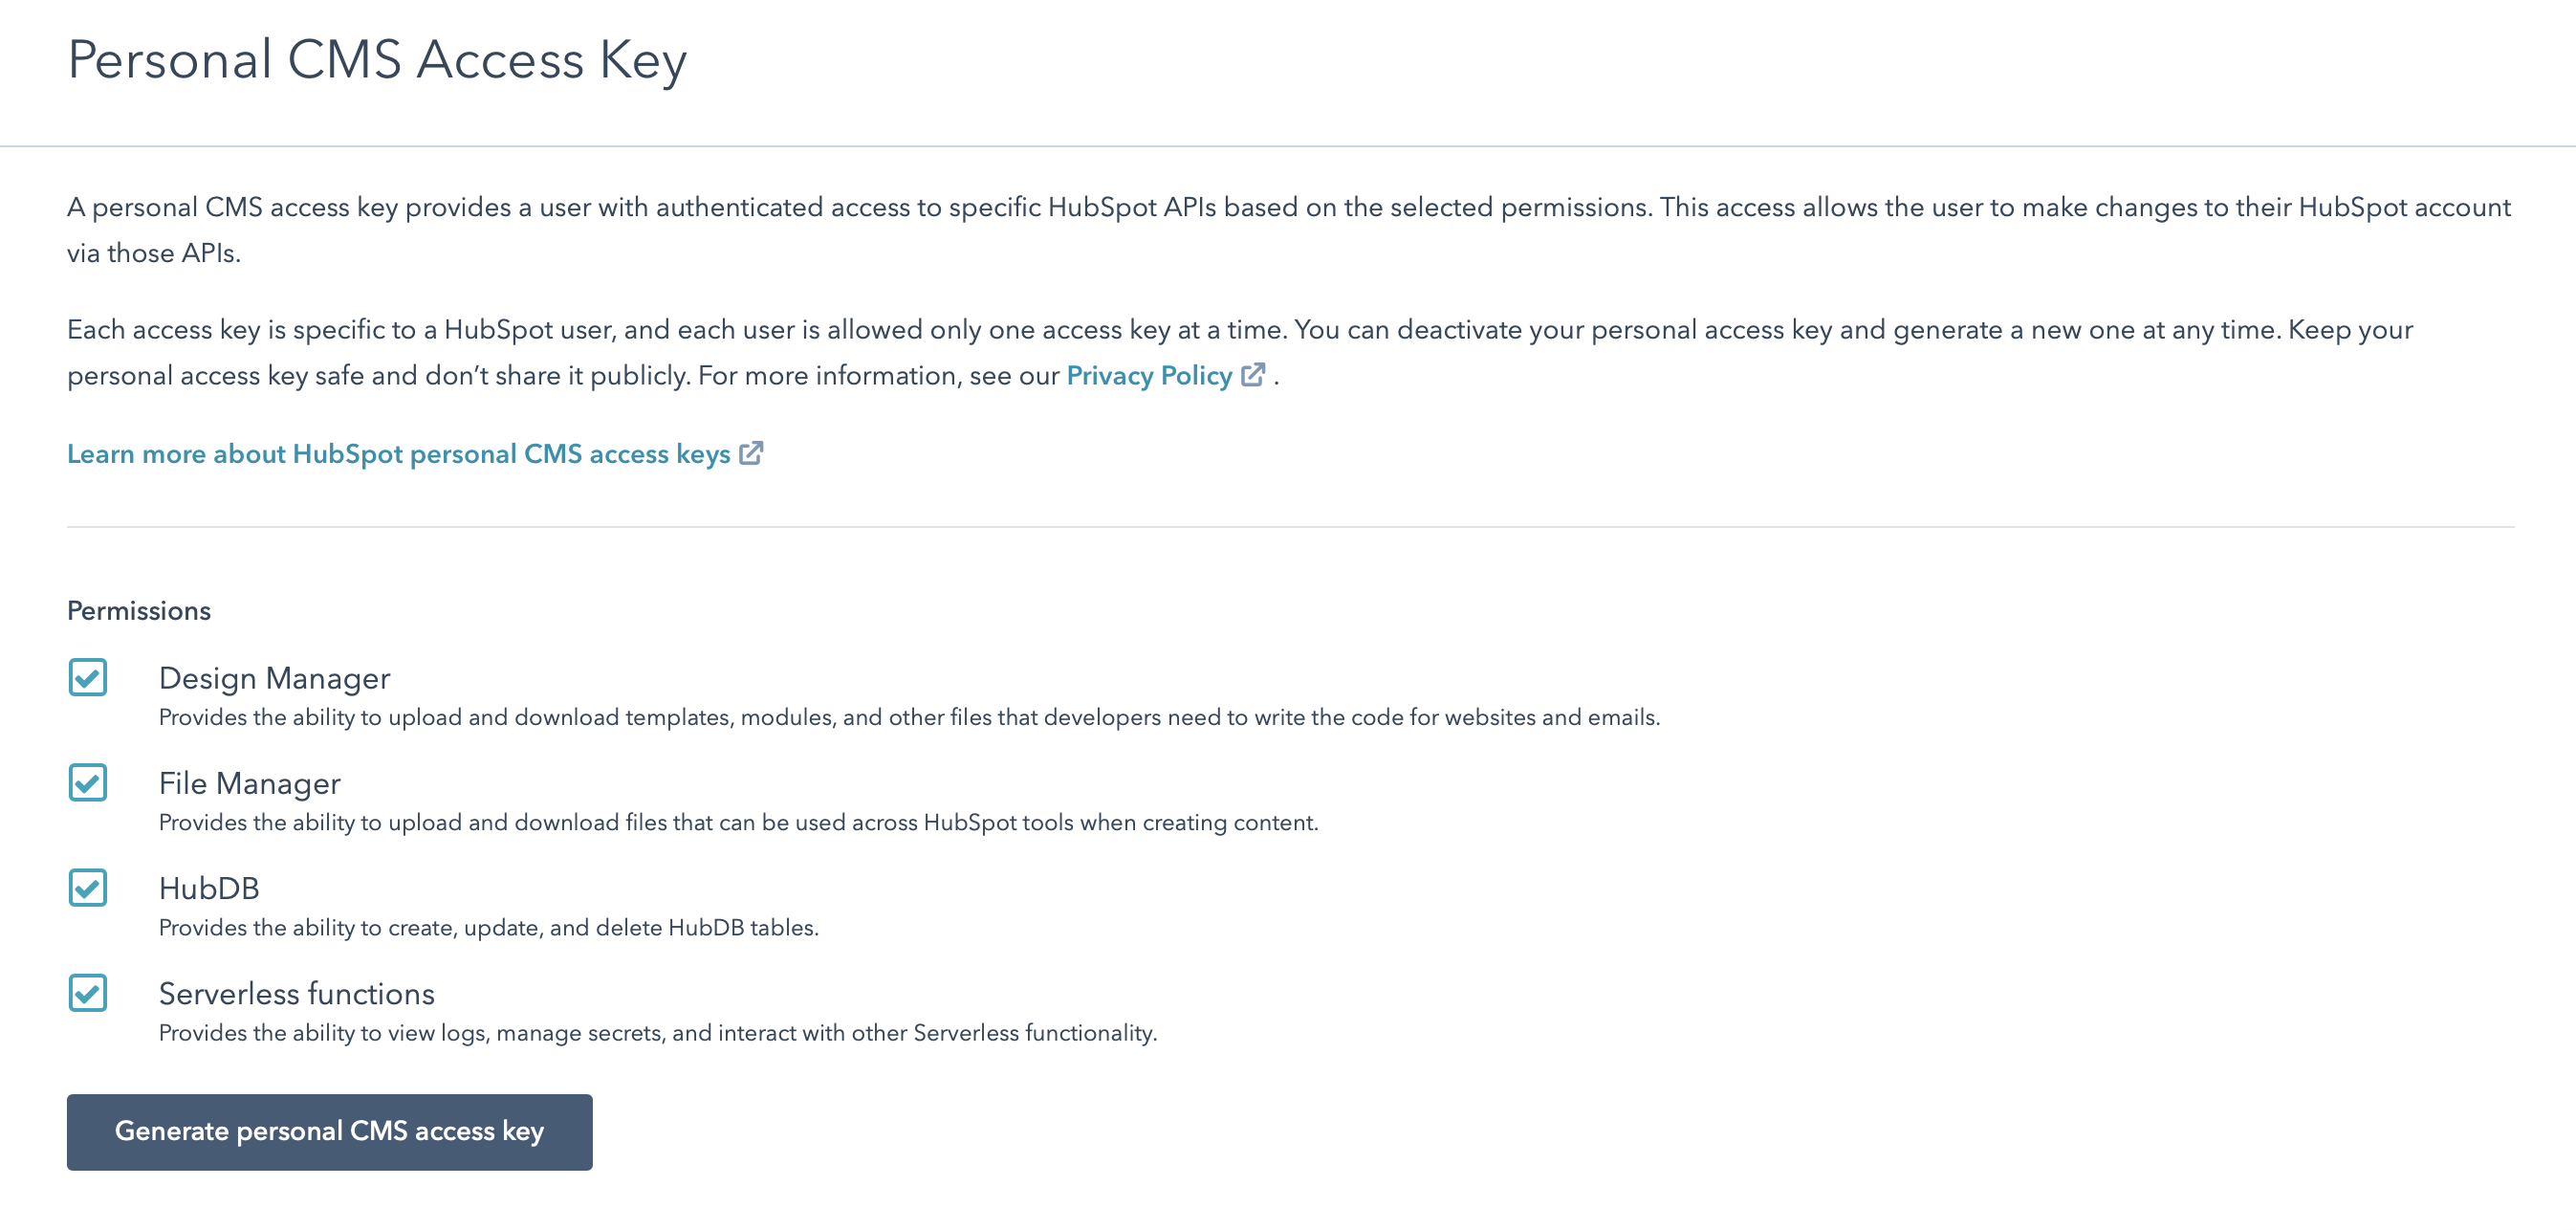 Personal CMS Access Key
A personal CMS access key provides a user with authenticated access to specific HubSpot APIs based on the selected permissions. This access allows the user to make changes to their HubSpot account
via those APIs.
Each access key is specific to a HubSpot user, and each user is allowed only one access key at a time. You can deactivate your personal access key and generate a new one at any time. Keep your
personal access key safe and don’t share it publicly. For more information, see our Privacy Policy .
Learn more about HubSpot personal CMS access keys
Permissions
Design Manager
Provides the ability to upload and download templates, modules, and other files that developers need to write the code for websites and emails.
File Manager
Provides the ability to upload and download files that can be used across HubSpot tools when creating content.
HubDB
Provides the ability to create, update, and delete HubDB tables.
Serverless functions
Provides the ability to view logs, manage secrets, and interact with other Serverless functionality.
Generate personal CMS access key